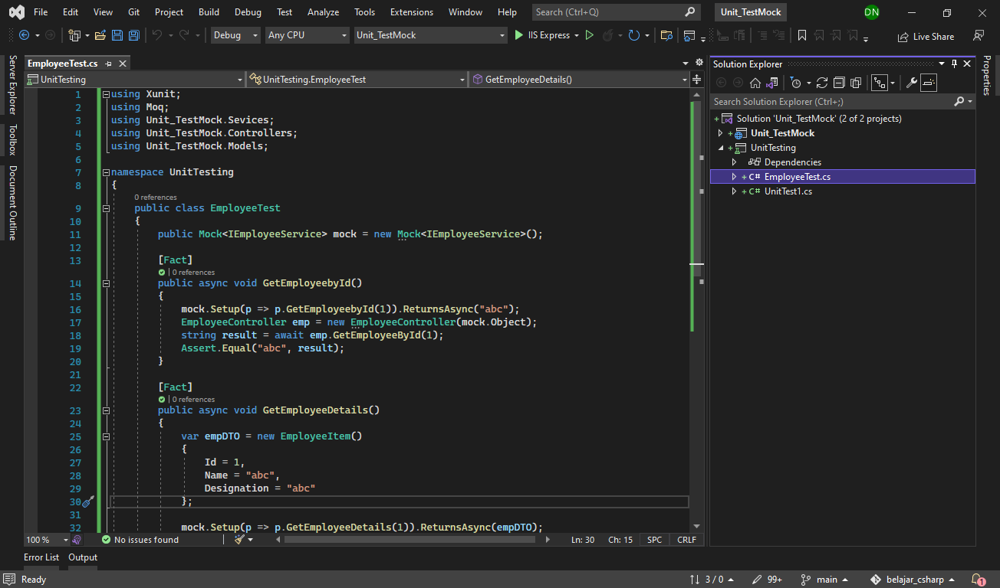 File Edit View Git Project Build Debug Test Analyze Tools Extensions Window Help Search (Ctrl+Q) Unit_TestMock DN
Debug Any CPU Unit_TestMock IIS Express Live Share
Server Explorer
Toolbox
Document Outline
EmployeeTest.cs
UnitTesting UnitTesting.EmployeeTest GetEmployeeDetails()
1 using Xunit;
2 using Moq;
3 using Unit_TestMock.Sevices;
4 using Unit_TestMock.Controllers;
5 using Unit_TestMock.Models;
6
7 namespace UnitTesting
8 {
0 references
9 public class EmployeeTest
10 {
11 public Mock<IEmployeeService> mock = new Mock<IEmployeeService>();
12
13 [Fact]
| 0 references
14 public async void GetEmployeebyId()
15 {
16 mock.Setup(p => p.GetEmployeebyId(1)).ReturnsAsync("abc");
17 EmployeeController emp = new EmployeeController(mock.Object);
18 string result = await emp.GetEmployeeById(1);
19 Assert.Equal("abc", result);
20 }
21
22 [Fact]
| 0 references
23 public async void GetEmployeeDetails()
24 {
25 var empDTO = new EmployeeItem()
26 {
27 Id = 1,
28 Name = "abc",
29 Designation = "abc"
30 };
31
32 mock.Setup(p => p.GetEmployeeDetails(1)).ReturnsAsync(empDTO);
100 % No issues found Ln: 30 Ch: 15 SPC CRLF
Solution Explorer
Search Solution Explorer (Ctrl+;)
Solution 'Unit_TestMock' (2 of 2 projects)
Unit_TestMock
UnitTesting
Dependencies
C# EmployeeTest.cs
C# UnitTest1.cs
Properties
Error List Output
Ready 3 / 0 99+ main belajar_csharp 1